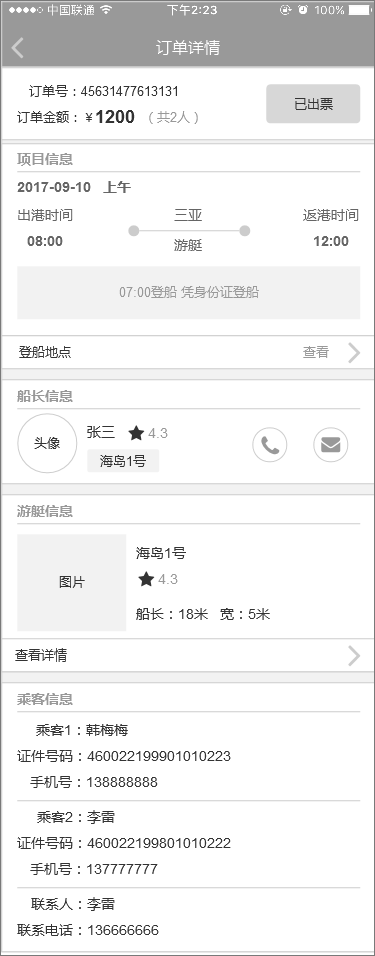 中国联通 下午2:23 100%
订单详情
订单号：45631477613131
订单金额：￥1200 （共2人） 已出票
项目信息
2017-09-10 上午
出港时间 三亚 返港时间
08:00 游艇 12:00
07:00登船 凭身份证登船
登船地点 查看
船长信息
头像 张三 4.3
海岛1号
游艇信息
图片 海岛1号
4.3
船长：18米 宽：5米
查看详情
乘客信息
乘客1：韩梅梅
证件号码：460022199901010223
手机号：138888888
乘客2：李雷
证件号码：460022199801010222
手机号：137777777
联系人：李雷
联系电话：136666666